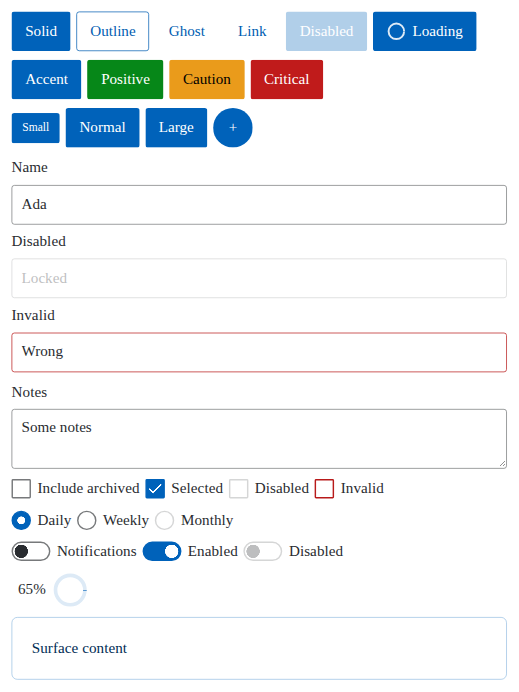 Solid Outline Ghost Link Disabled Loading
Accent Positive Caution Critical
Small Normal Large +
Name
Ada
Disabled
Locked
Invalid
Wrong
Notes
Some notes
Include archived Selected Disabled Invalid
Daily Weekly Monthly
Notifications Enabled Disabled
65%
Surface content